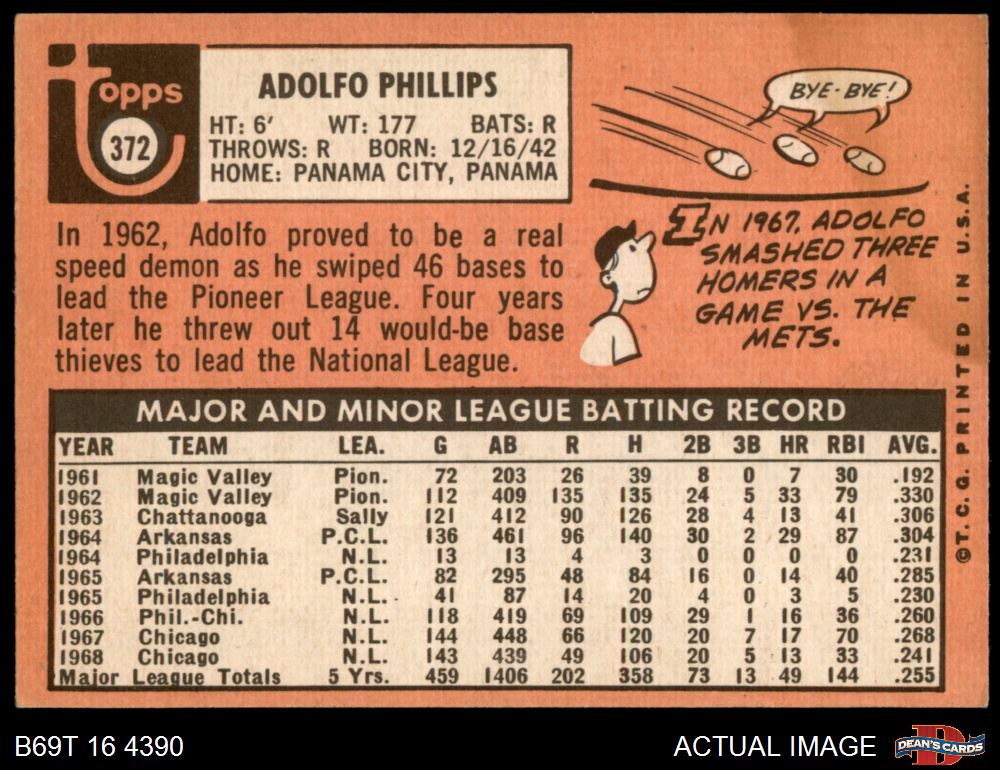 Topps
372
ADOLFO PHILLIPS
HT: 6' WT: 177 BATS: R
THROWS: R BORN: 12/16/42
HOME: PANAMA CITY, PANAMA
In 1962, Adolfo proved to be a real
speed demon as he swiped 46 bases to
lead the Pioneer League. Four years
later he threw out 14 would-be base
thieves to lead the National League.
BYE-BYE!
IN 1967, ADOLFO
SMASHED THREE
HOMERS IN A
GAME VS. THE
METS.
MAJOR AND MINOR LEAGUE BATTING RECORD
YEAR TEAM LEA. G AB R H 2B 3B HR RBI AVG.
1961 Magic Valley Pion. 72 203 26 39 8 0 7 30 .192
1962 Magic Valley Pion. 112 409 135 135 24 5 33 79 .330
1963 Chattanooga Sally 121 412 90 126 28 4 13 41 .306
1964 Arkansas P.C.L. 136 461 96 140 30 2 29 87 .304
1964 Philadelphia N.L. 13 13 4 3 0 0 0 0 .231
1965 Arkansas P.C.L. 82 295 48 84 16 0 14 40 .285
1965 Philadelphia N.L. 41 87 14 20 4 0 3 5 .230
1966 Phil.-Chi. N.L. 118 419 69 109 29 1 16 36 .260
1967 Chicago N.L. 144 448 66 120 20 7 17 70 .268
1968 Chicago N.L. 143 439 49 106 20 5 13 33 .241
Major League Totals 5 Yrs. 459 1406 202 358 73 13 49 144 .255
©T.C.G. PRINTED IN U.S.A.
B69T 16 4390
ACTUAL IMAGE
DEAN'S CARDS